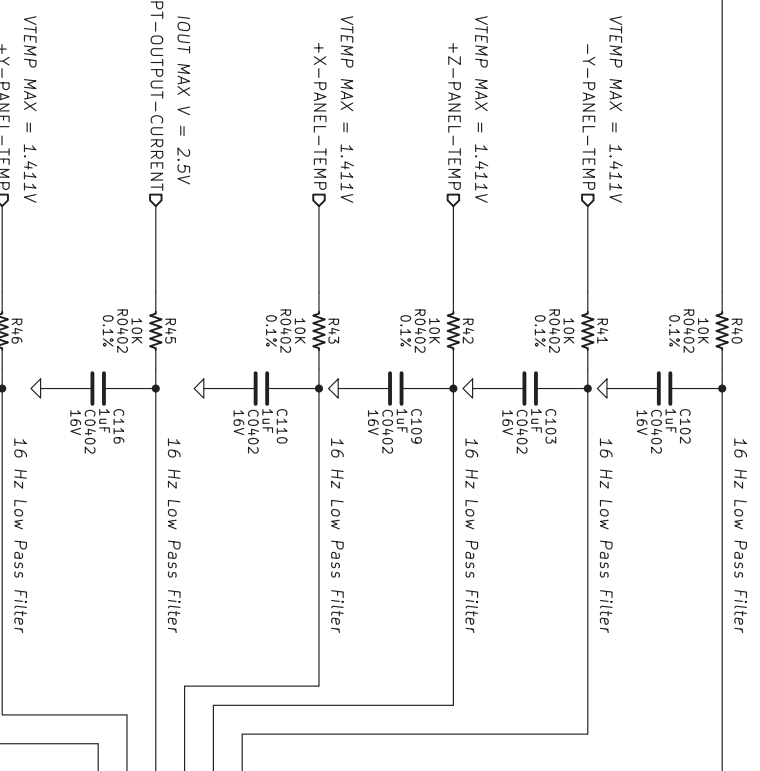 R40
10K
R0402
0.1%
C102
1uF
C0402
16V
16 Hz Low Pass Filter
VTEMP MAX = 1.411V
-Y-PANEL-TEMP
R41
10K
R0402
0.1%
C103
1uF
C0402
16V
16 Hz Low Pass Filter
VTEMP MAX = 1.411V
+Z-PANEL-TEMP
R42
10K
R0402
0.1%
C109
1uF
C0402
16V
16 Hz Low Pass Filter
VTEMP MAX = 1.411V
+X-PANEL-TEMP
R43
10K
R0402
0.1%
C110
1uF
C0402
16V
16 Hz Low Pass Filter
IOUT MAX V = 2.5V
PT-OUTPUT-CURRENT
R45
10K
R0402
0.1%
C116
1uF
C0402
16V
16 Hz Low Pass Filter
VTEMP MAX = 1.411V
+Y-PANEL-TEMP
R46
16 Hz Low Pass Filter